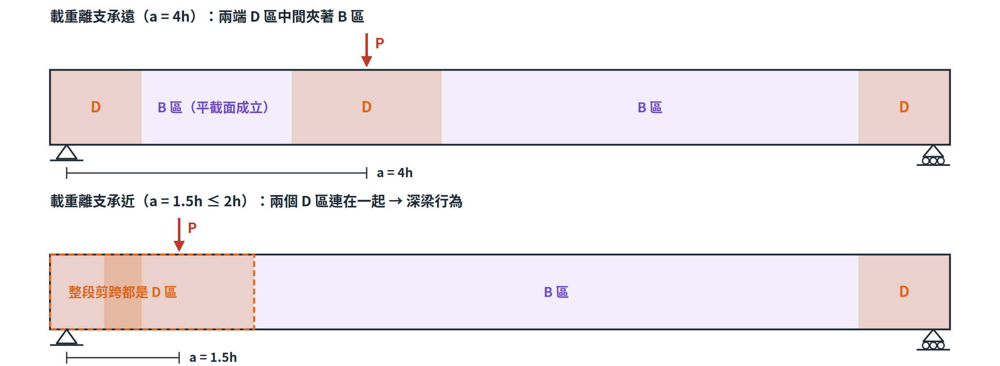 載重離支承遠（a = 4h）：兩端 D 區中間夾著 B 區
P
D
B 區（平截面成立）
D
B 區
D
a = 4h
載重離支承近（a = 1.5h ≤ 2h）：兩個 D 區連在一起 → 深梁行為
P
整段剪跨都是 D 區
B 區
D
a = 1.5h